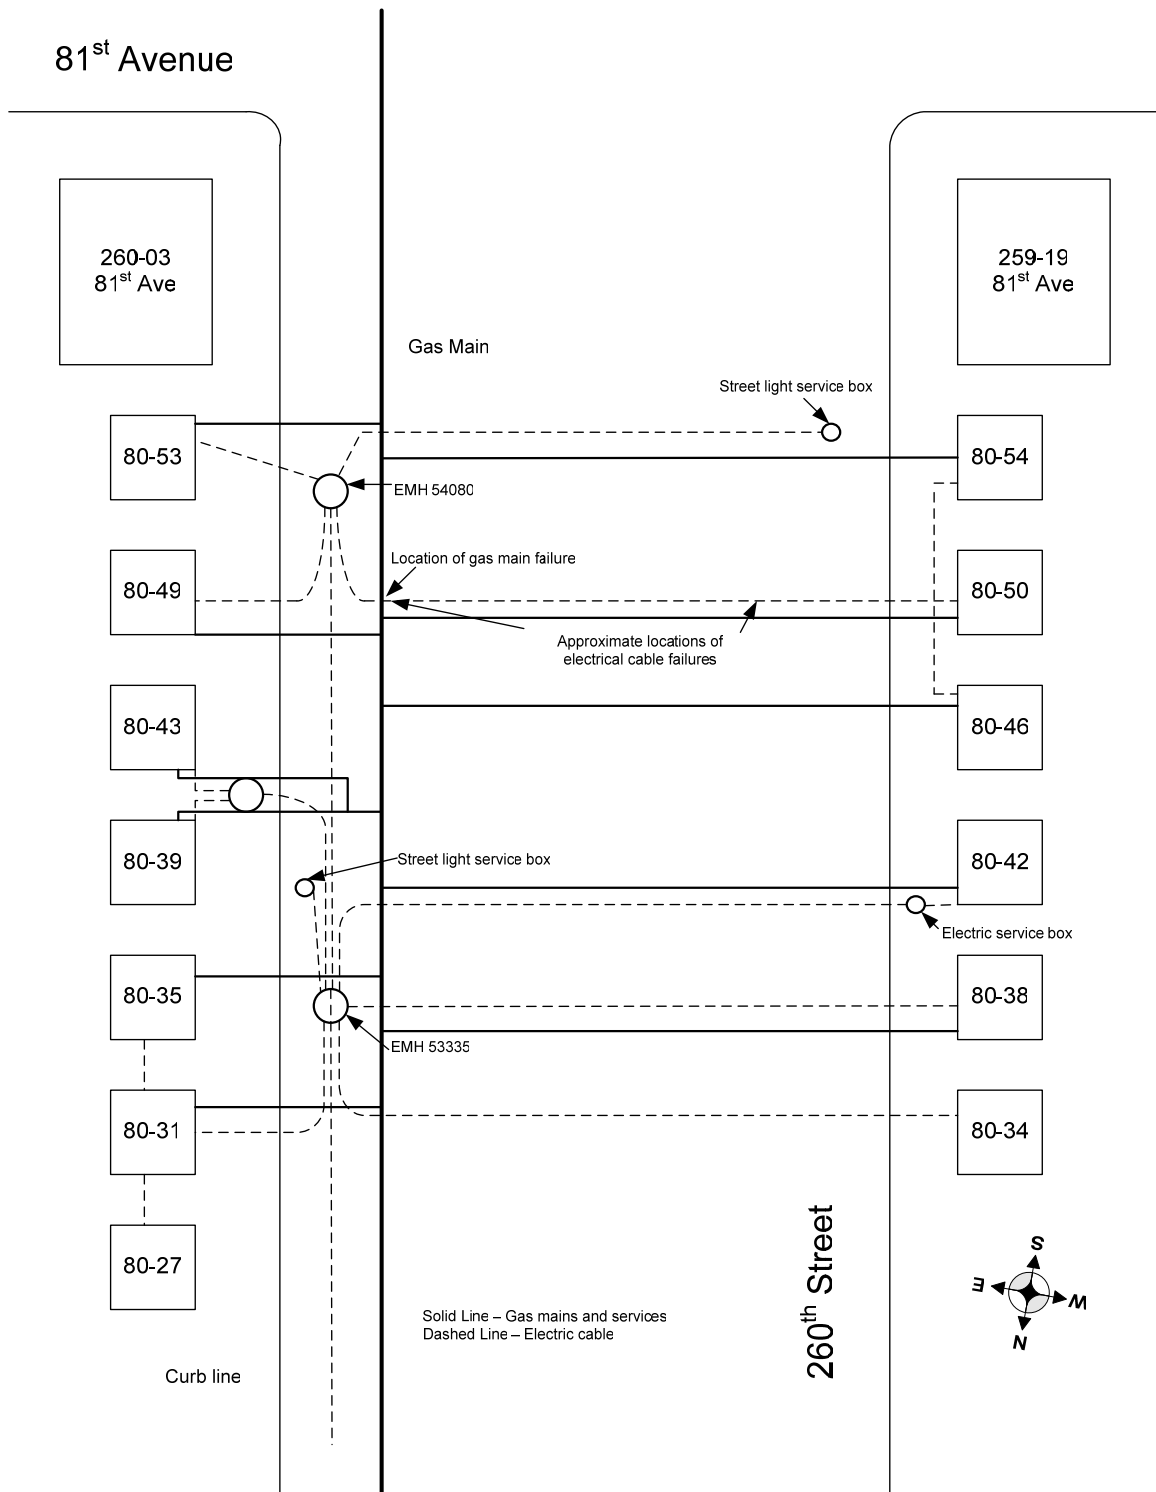 81st Avenue
260-03
81st Ave
259-19
81st Ave
Gas Main
Street light service box
80-53
80-54
EMH 54080
Location of gas main failure
80-49
80-50
Approximate locations of
electrical cable failures
80-43
80-46
80-39
Street light service box
80-42
Electric service box
80-35
80-38
EMH 53335
80-31
80-34
80-27
260th Street
S
E
W
N
Solid Line – Gas mains and services
Dashed Line – Electric cable
Curb line